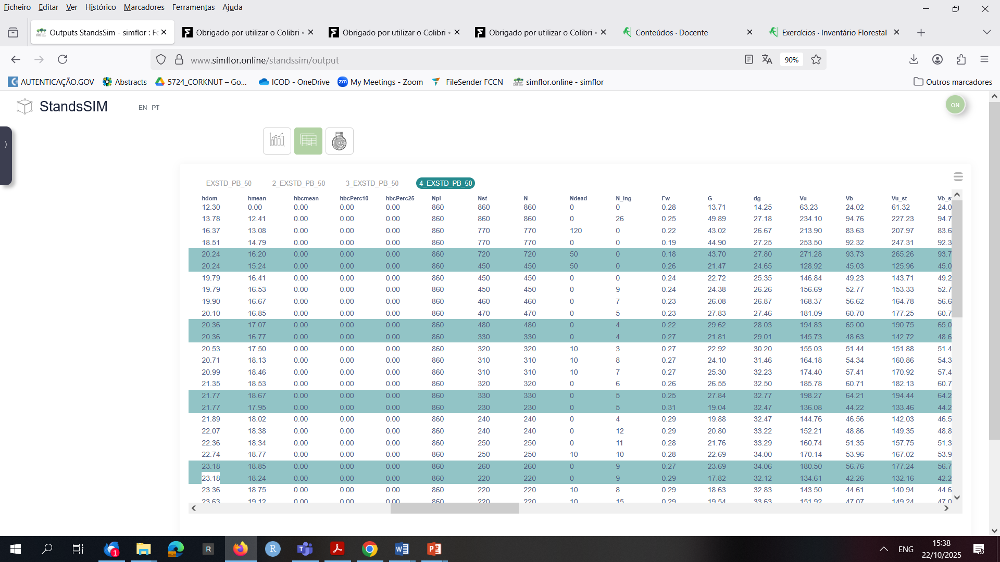 Ficheiro Editar Ver Histórico Marcadores Ferramentas Ajuda
Outputs StandsSim - simflor : Fo Obrigado por utilizar o Colibri • Obrigado por utilizar o Colibri • Obrigado por utilizar o Colibri • Conteúdos · Docente Exercícios · Inventário Florestal
www.simflor.online/standssim/output 90%
AUTENTICAÇÃO.GOV Abstracts 5724_CORKNUT – Go... ICOD - OneDrive zm My Meetings - Zoom FileSender FCCN simflor.online - simflor Outros marcadores
StandsSIM EN PT ON
EXSTD_PB_50 2_EXSTD_PB_50 3_EXSTD_PB_50 4_EXSTD_PB_50
hdom hmean hbcmean hbcPerc10 hbcPerc25 Npl Nst N Ndead N_ing Fw G dg Vu Vb Vu_st Vb_s
12.30 0.00 0.00 0.00 0.00 860 860 860 0 0 0.28 13.71 14.25 63.23 24.02 61.32 24.0
13.78 12.41 0.00 0.00 0.00 860 860 860 0 26 0.25 49.89 27.18 234.10 94.76 227.23 94.7
16.37 13.08 0.00 0.00 0.00 860 770 770 120 0 0.22 43.02 26.67 213.90 83.63 207.97 83.6
18.51 14.79 0.00 0.00 0.00 860 770 770 0 0 0.19 44.90 27.25 253.50 92.32 247.31 92.3
20.24 16.20 0.00 0.00 0.00 860 720 720 50 0 0.18 43.70 27.80 271.28 93.73 265.26 93.7
20.24 15.24 0.00 0.00 0.00 860 450 450 50 0 0.26 21.47 24.65 128.92 45.03 125.96 45.0
19.79 16.41 0.00 0.00 0.00 860 450 450 0 0 0.24 22.72 25.35 146.84 49.23 143.71 49.2
19.79 16.53 0.00 0.00 0.00 860 450 450 0 9 0.24 24.38 26.26 156.69 52.77 153.33 52.7
19.90 16.67 0.00 0.00 0.00 860 460 460 0 7 0.23 26.08 26.87 168.37 56.62 164.78 56.6
20.10 16.85 0.00 0.00 0.00 860 470 470 0 5 0.23 27.83 27.46 181.09 60.70 177.25 60.7
20.36 17.07 0.00 0.00 0.00 860 480 480 0 4 0.22 29.62 28.03 194.83 65.00 190.75 65.0
20.36 16.77 0.00 0.00 0.00 860 330 330 0 4 0.27 21.81 29.01 145.73 48.63 142.72 48.6
20.53 17.50 0.00 0.00 0.00 860 320 320 10 3 0.27 22.92 30.20 155.03 51.44 151.88 51.4
20.71 18.13 0.00 0.00 0.00 860 310 310 10 8 0.27 24.10 31.46 164.18 54.34 160.86 54.3
20.99 18.46 0.00 0.00 0.00 860 310 310 10 7 0.27 25.30 32.23 174.40 57.41 170.92 57.4
21.35 18.53 0.00 0.00 0.00 860 320 320 0 6 0.26 26.55 32.50 185.78 60.71 182.13 60.7
21.77 18.67 0.00 0.00 0.00 860 330 330 0 5 0.25 27.84 32.77 198.27 64.21 194.44 64.2
21.77 17.95 0.00 0.00 0.00 860 230 230 0 5 0.31 19.04 32.47 136.08 44.22 133.46 44.2
21.89 18.02 0.00 0.00 0.00 860 240 240 0 4 0.29 19.88 32.47 144.76 46.56 142.03 46.5
22.07 18.38 0.00 0.00 0.00 860 240 240 0 12 0.29 20.80 33.22 152.21 48.86 149.35 48.8
22.36 18.34 0.00 0.00 0.00 860 250 250 0 11 0.28 21.76 33.29 160.74 51.35 157.75 51.3
22.74 18.77 0.00 0.00 0.00 860 250 250 10 10 0.28 22.69 34.00 170.14 53.96 167.02 53.9
23.18 18.85 0.00 0.00 0.00 860 260 260 0 9 0.27 23.69 34.06 180.50 56.76 177.24 56.7
23.18 18.24 0.00 0.00 0.00 860 220 220 0 9 0.29 17.82 32.12 134.61 42.26 132.16 42.2
23.36 18.75 0.00 0.00 0.00 860 220 220 10 8 0.29 18.63 32.83 143.50 44.61 140.94 44.6
23.63 19.12 0.00 0.00 0.00 860 220 220 10 15 0.29 19.54 33.63 151.92 47.07 149.24 47.0
1 R R W P ENG 15:38
22/10/2025